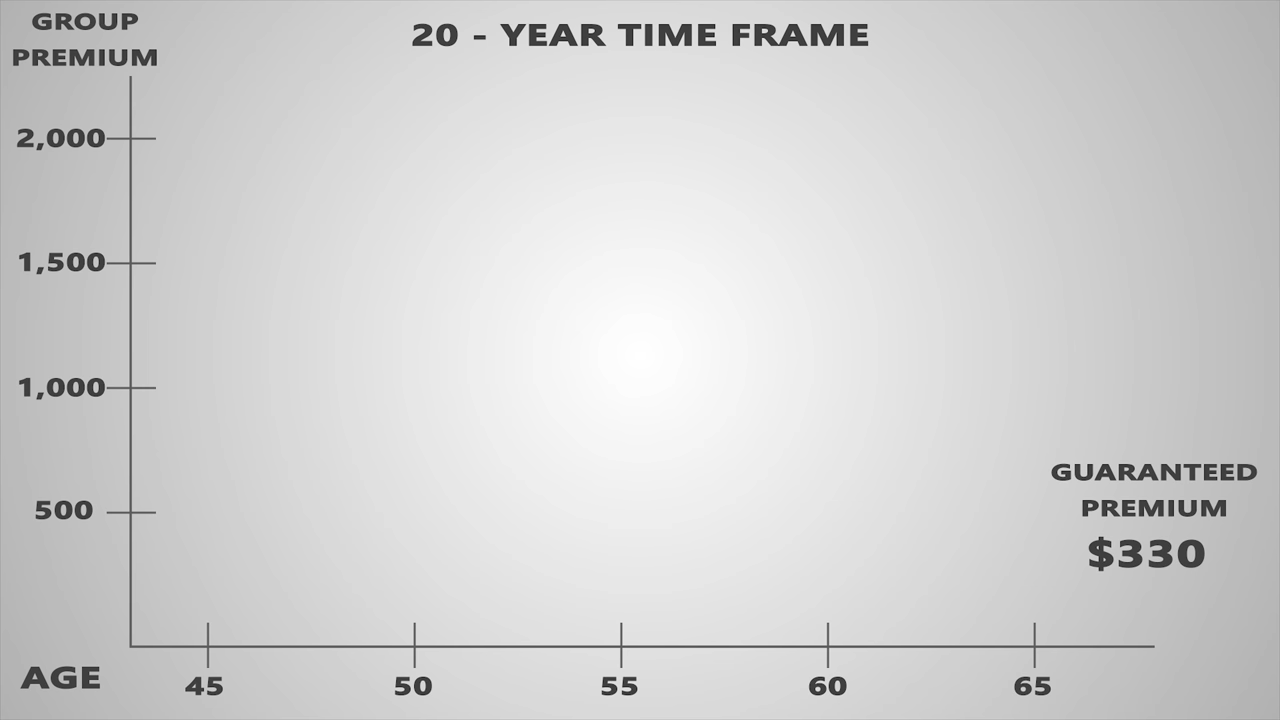 GROUP
PREMIUM
20 - YEAR TIME FRAME
2,000
1,500
1,000
500
GUARANTEED
PREMIUM
$330
AGE
45
50
55
60
65